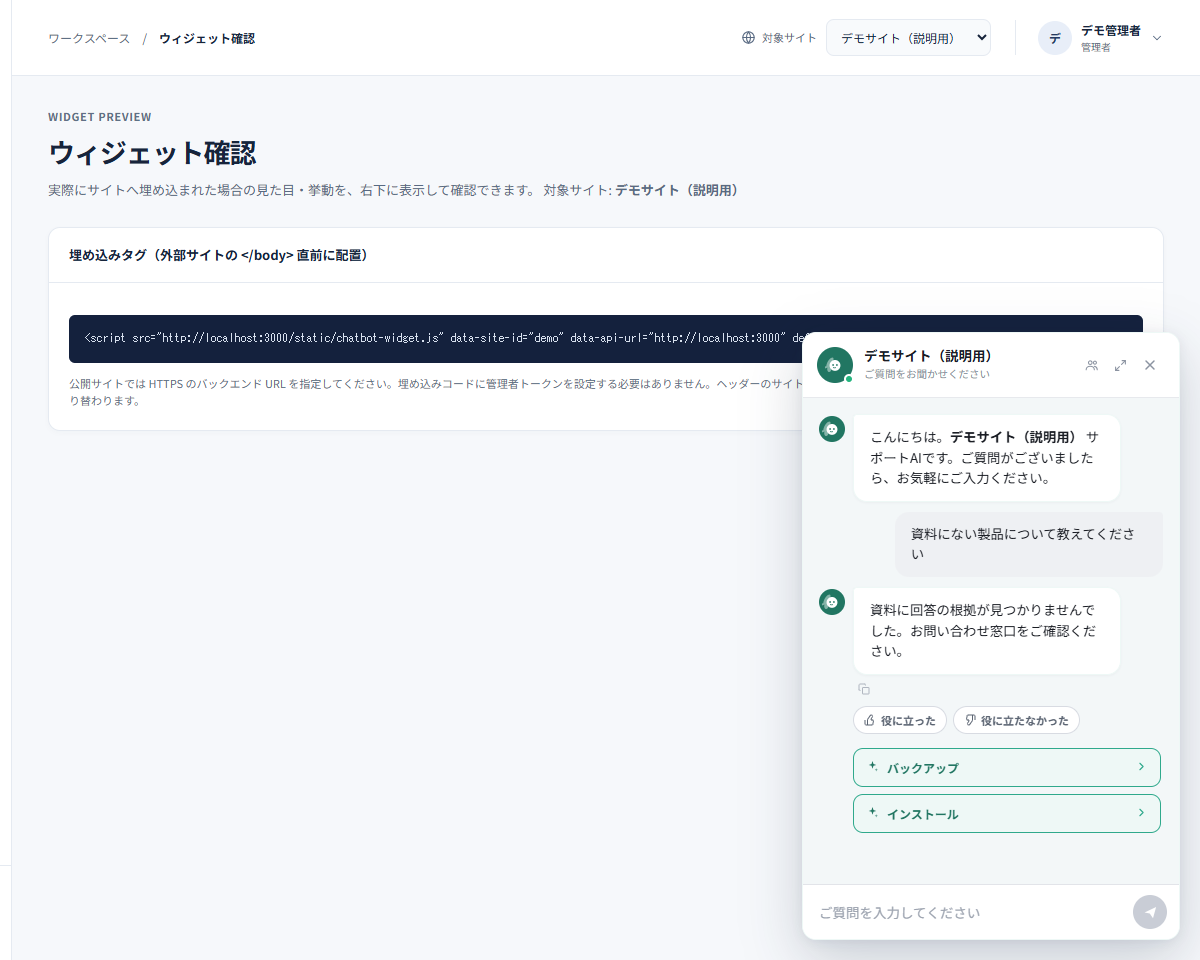 ワークスペース / ウィジェット確認
対象サイト
デモサイト（説明用）
デ
デモ管理者
管理者
WIDGET PREVIEW
ウィジェット確認
実際にサイトへ埋め込まれた場合の見た目・挙動を、右下に表示して確認できます。 対象サイト: デモサイト（説明用）
埋め込みタグ（外部サイトの </body> 直前に配置）
<script src="http://localhost:3000/static/chatbot-widget.js" data-site-id="demo" data-api-url="http://localhost:3000"
公開サイトでは HTTPS のバックエンド URL を指定してください。埋め込みコードに管理者トークンを設定する必要はありません。ヘッダーのサイト
り替わります。
デモサイト（説明用）
ご質問をお聞かせください
こんにちは。デモサイト（説明用） サ
ポートAIです。ご質問がございました
ら、お気軽にご入力ください。
資料にない製品について教えてくださ
い
資料に回答の根拠が見つかりませんで
した。お問い合わせ窓口をご確認くだ
さい。
役に立った
役に立たなかった
バックアップ
インストール
ご質問を入力してください